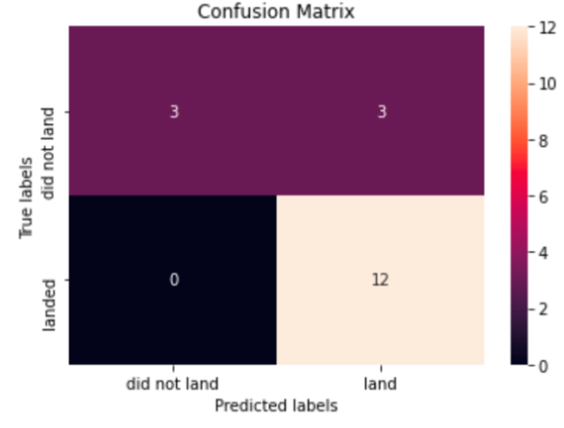 Confusion Matrix
True labels
did not land
landed
3
3
0
12
did not land
land
Predicted labels
12
10
8
6
4
2
0